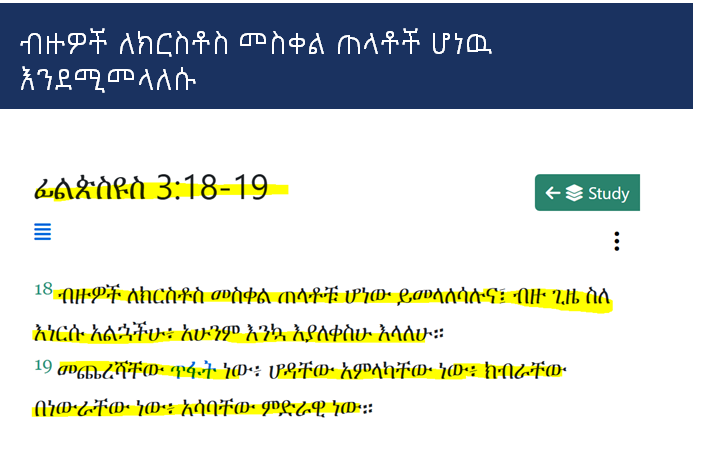 ብዙዎች ለክርስቶስ መስቀል ጠላቶች ሆነዉ
እንደሚመላለሱ
ፊልጵስዩስ 3:18-19
Study
18 ብዙዎች ለክርስቶስ መስቀል ጠላቶቹ ሆነው ይመላለሳሉና፤ ብዙ ጊዜ ስለ
እነርሱ አልኋችሁ፥ አሁንም እንኳ እያለቀስሁ እላለሁ።
19 መጨረሻቸው ጥፋት ነው፥ ሆዳቸው አምላካቸው ነው፥ ክብራቸው
በነውራቸው ነው፥ አሳባቸው ምድራዊ ነው።